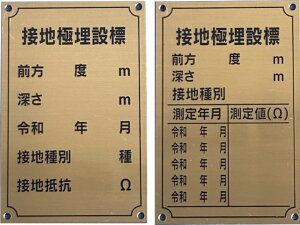 接地極埋設標
前方 度 m
深さ m
令和 年 月
接地種別 種
接地抵抗 Ω
接地極埋設標
前方 度 m
深さ m
接地種別
測定年月 測定値(Ω)
令和 年 月
令和 年 月
令和 年 月
令和 年 月
令和 年 月